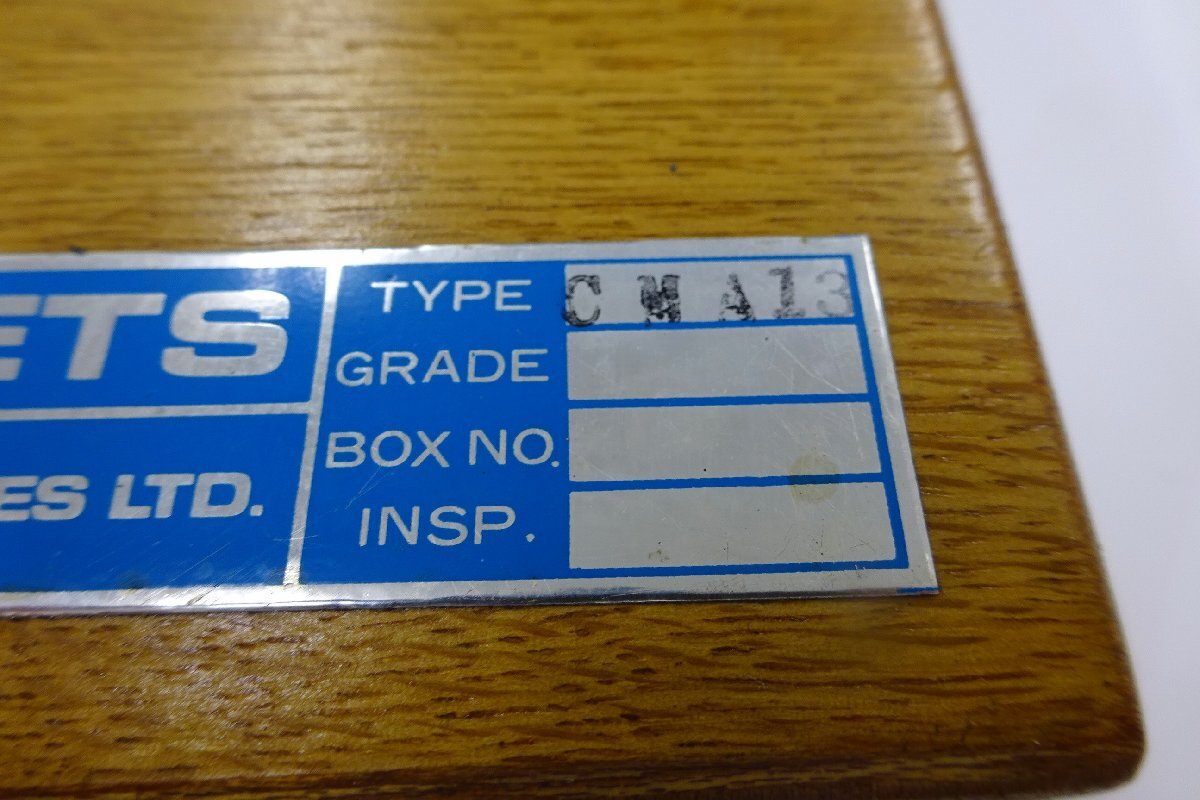 ETS
ES LTD.
TYPE CMA13
GRADE
BOX NO.
INSP.